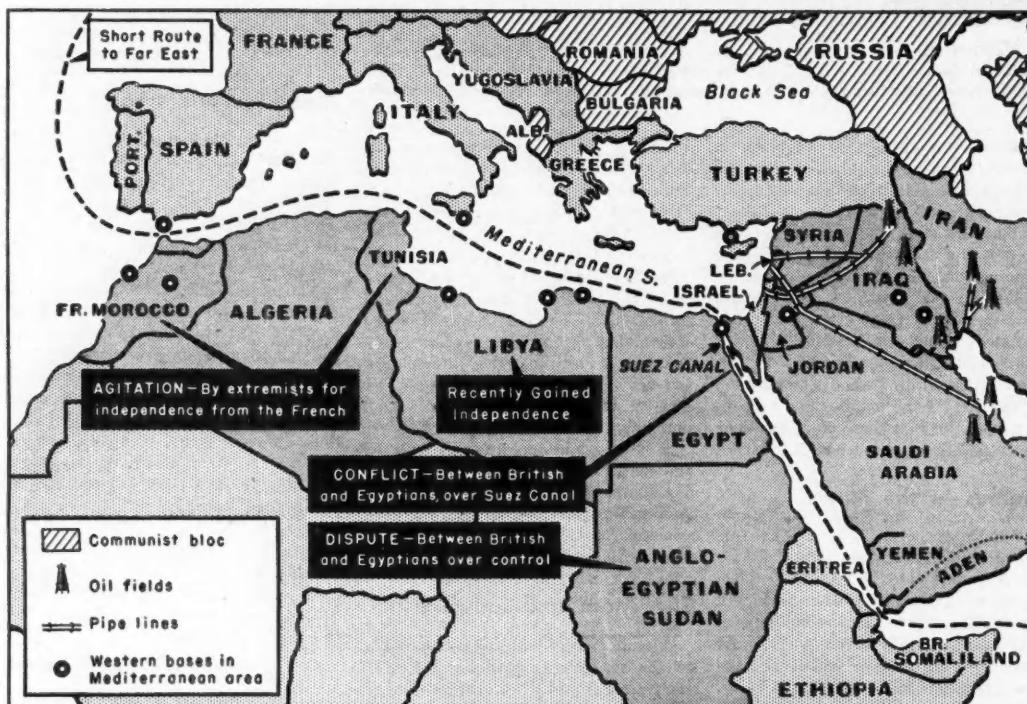 Short Route
to Far East
FRANCE
ROMANIA
RUSSIA
YUGOSLAVIA
Black Sea
ITALY
BULGARIA
ALB.
PORT.
SPAIN
GREECE
TURKEY
IRAN
Mediterranean S.
SYRIA
TUNISIA
LEB.
ISRAEL
IRAQ
FR. MOROCCO
ALGERIA
LIBYA
SUEZ CANAL
JORDAN
AGITATION—By extremists for
independence from the French
Recently Gained
Independence
EGYPT
SAUDI
ARABIA
CONFLICT—Between British
and Egyptians, over Suez Canal
DISPUTE—Between British
and Egyptians over control
ANGLO-
EGYPTIAN
SUDAN
ERITREA
YEMEN
ADEN
BR.
SOMALILAND
ETHIOPIA
Communist bloc
Oil fields
Pipe lines
Western bases in
Mediterranean area